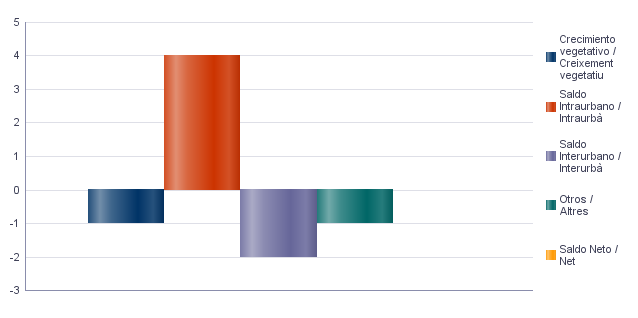 5
4
3
2
1
0
-1
-2
-3
Crecimiento
vegetativo /
Creixement
vegetatiu
Saldo
Intraurbano /
Intraurbà
Saldo
Interurbano /
Interurbà
Otros /
Altres
Saldo Neto /
Net